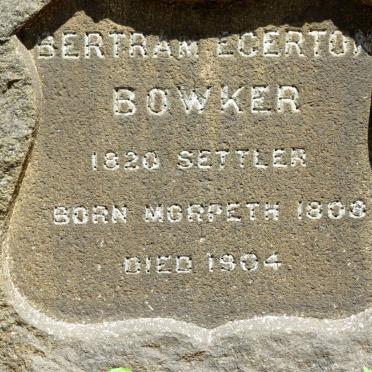 BERTRAM EGERTON
BOWKER
1820 SETTLER
BORN MORPETH 1808
DIED 1904